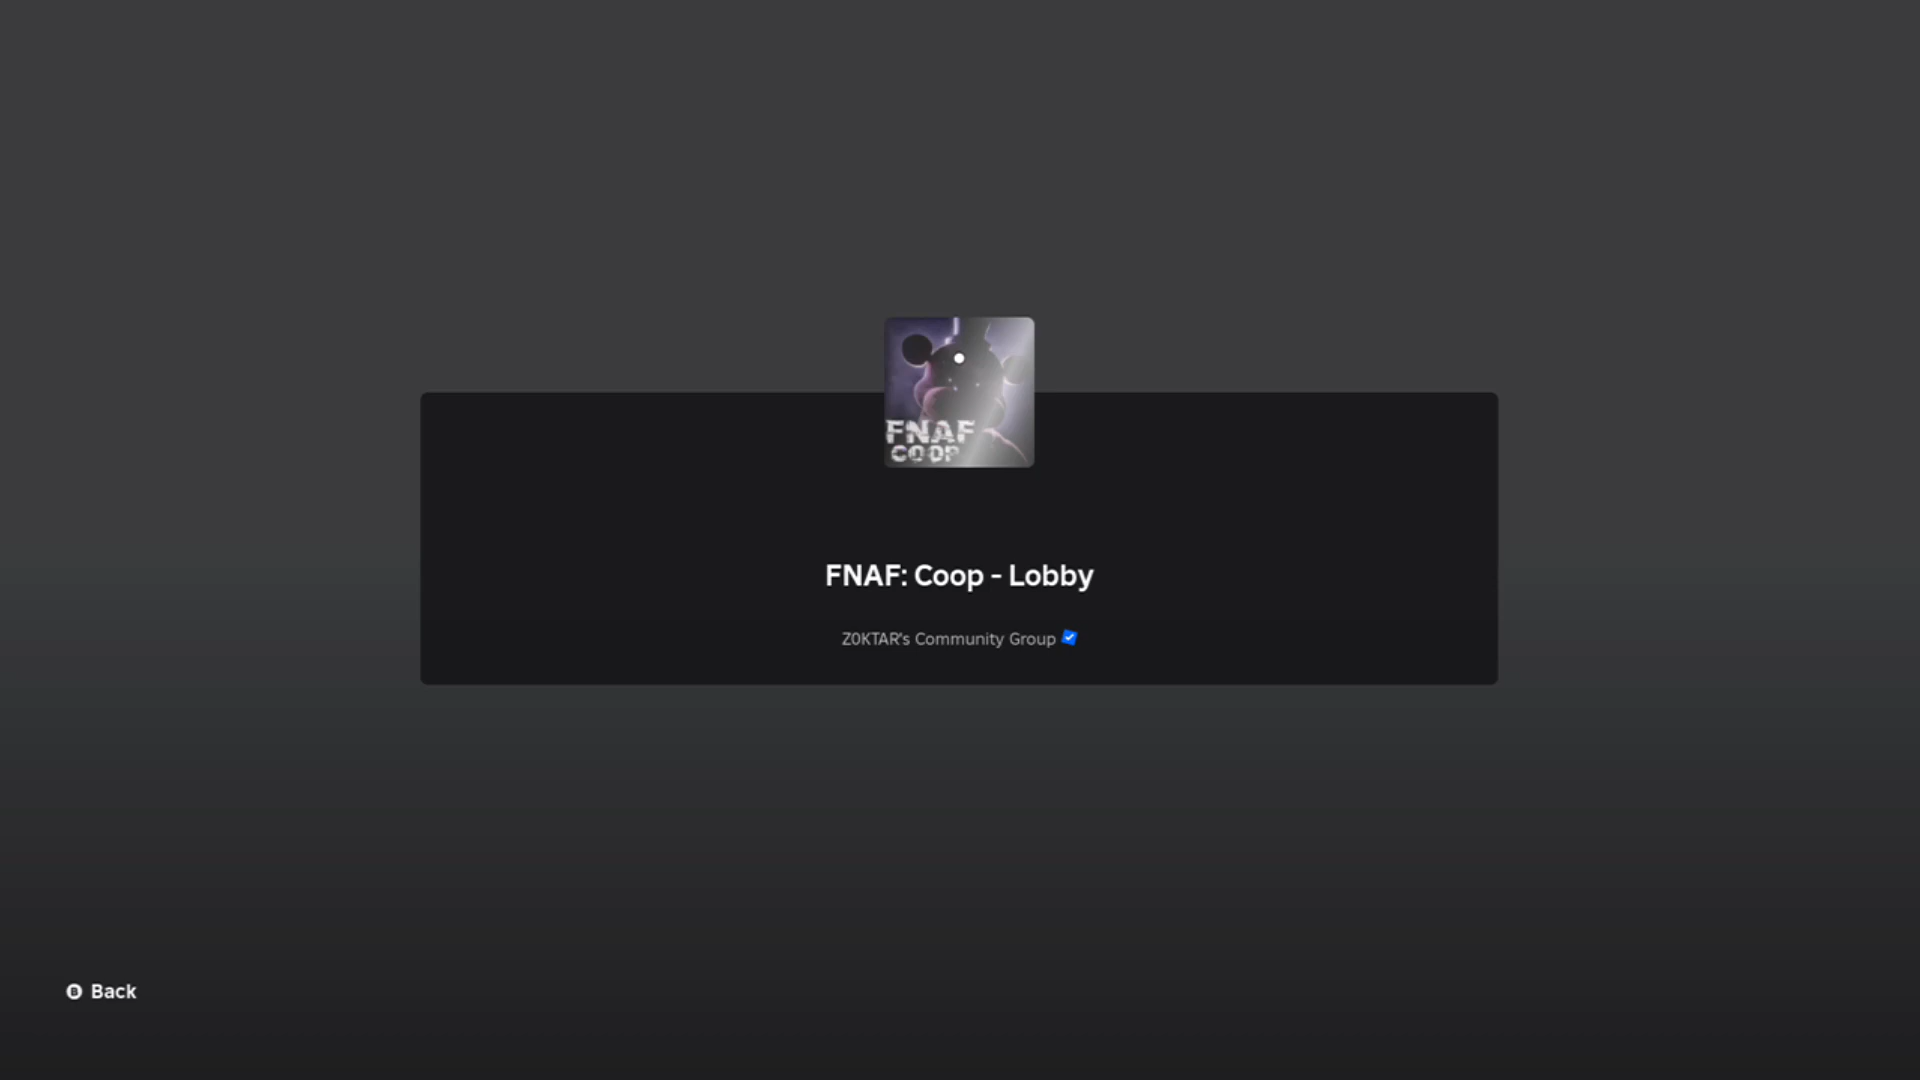 FNAF
COOP
FNAF: Coop - Lobby
Z0KTAR's Community Group
B Back